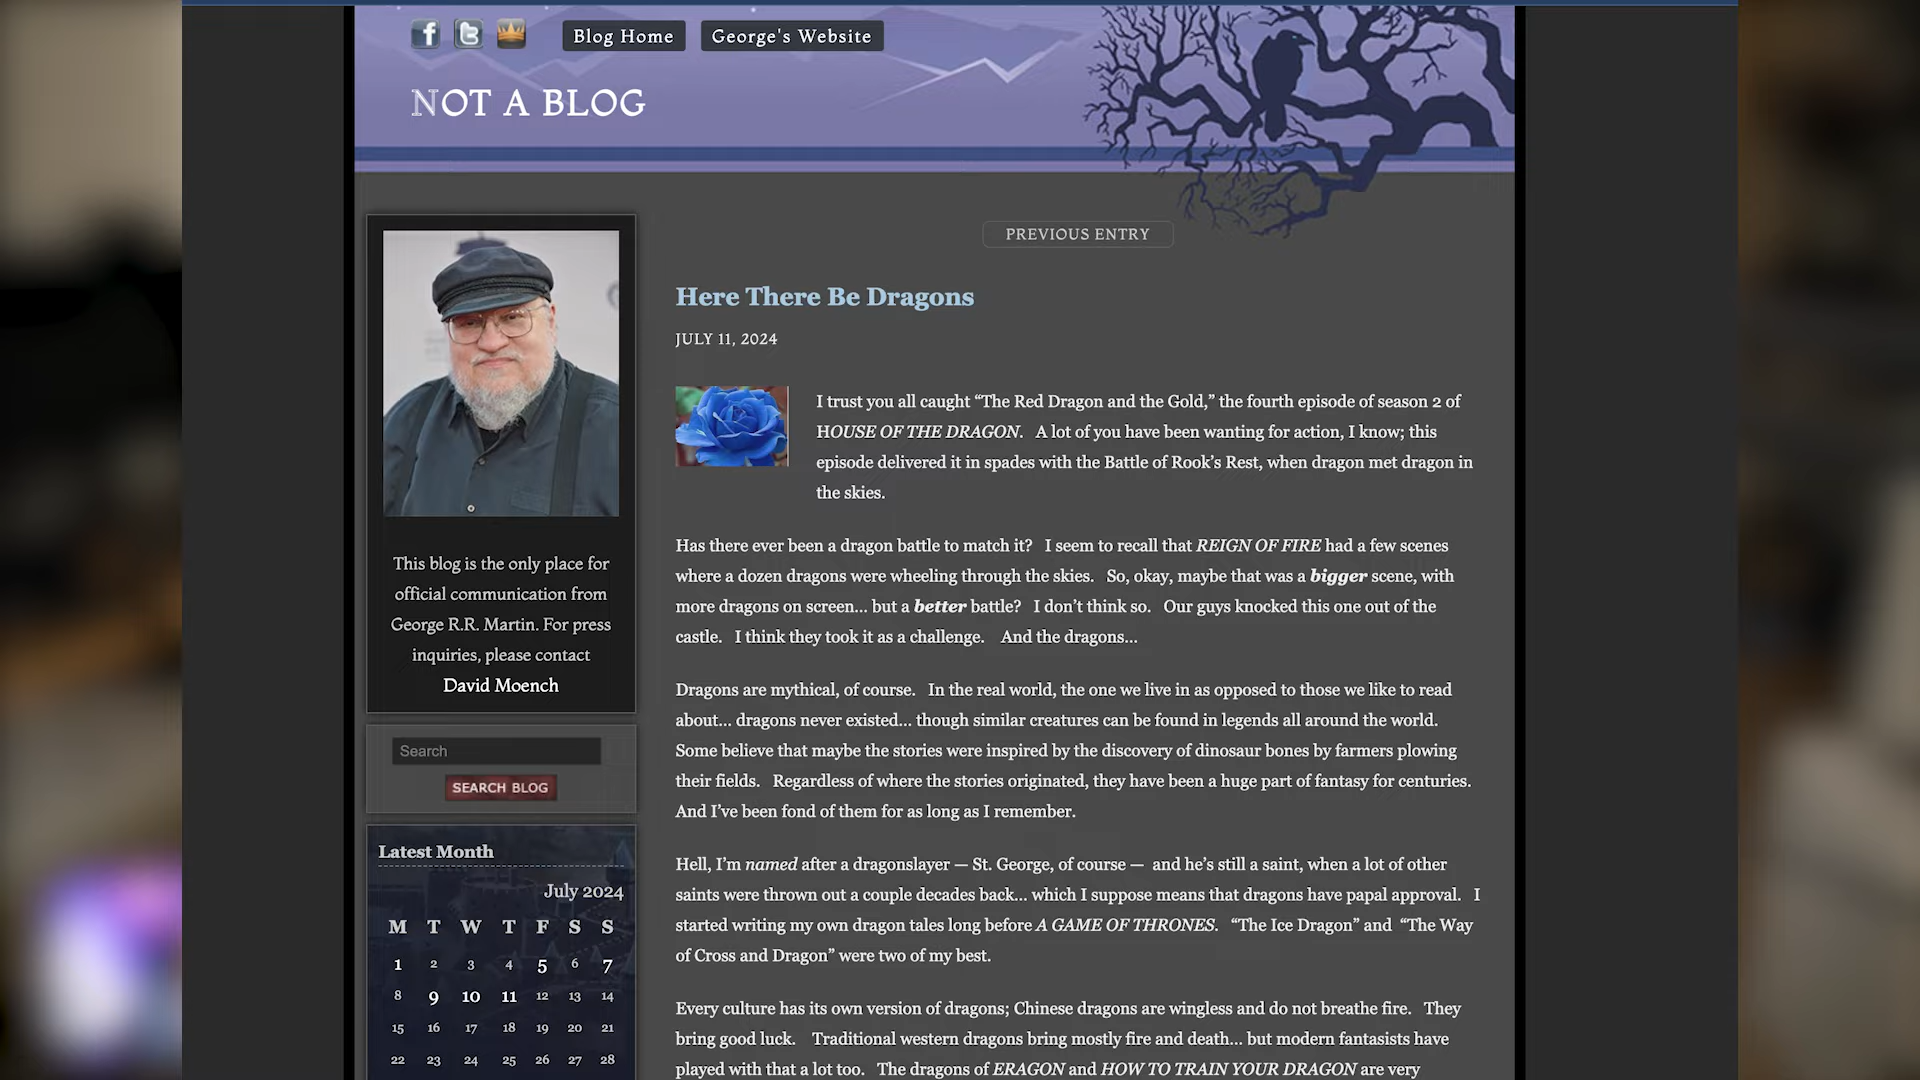 Blog Home
George's Website
NOT A BLOG
PREVIOUS ENTRY
Here There Be Dragons
JULY 11, 2024
I trust you all caught “The Red Dragon and the Gold,” the fourth episode of season 2 of
HOUSE OF THE DRAGON. A lot of you have been wanting for action, I know; this
episode delivered it in spades with the Battle of Rook’s Rest, when dragon met dragon in
the skies.
Has there ever been a dragon battle to match it? I seem to recall that REIGN OF FIRE had a few scenes
where a dozen dragons were wheeling through the skies. So, okay, maybe that was a bigger scene, with
more dragons on screen... but a better battle? I don’t think so. Our guys knocked this one out of the
castle. I think they took it as a challenge. And the dragons...
Dragons are mythical, of course. In the real world, the one we live in as opposed to those we like to read
about... dragons never existed... though similar creatures can be found in legends all around the world.
Some believe that maybe the stories were inspired by the discovery of dinosaur bones by farmers plowing
their fields. Regardless of where the stories originated, they have been a huge part of fantasy for centuries.
And I’ve been fond of them for as long as I remember.
Hell, I’m named after a dragonslayer — St. George, of course — and he’s still a saint, when a lot of other
saints were thrown out a couple decades back... which I suppose means that dragons have papal approval. I
started writing my own dragon tales long before A GAME OF THRONES. “The Ice Dragon” and “The Way
of Cross and Dragon” were two of my best.
Every culture has its own version of dragons; Chinese dragons are wingless and do not breathe fire. They
bring good luck. Traditional western dragons bring mostly fire and death... but modern fantasists have
played with that a lot too. The dragons of ERAGON and HOW TO TRAIN YOUR DRAGON are very
This blog is the only place for
official communication from
George R.R. Martin. For press
inquiries, please contact
David Moench
Search
SEARCH BLOG
Latest Month
July 2024
M T W T F S S
1 2 3 4 5 6 7
8 9 10 11 12 13 14
15 16 17 18 19 20 21
22 23 24 25 26 27 28